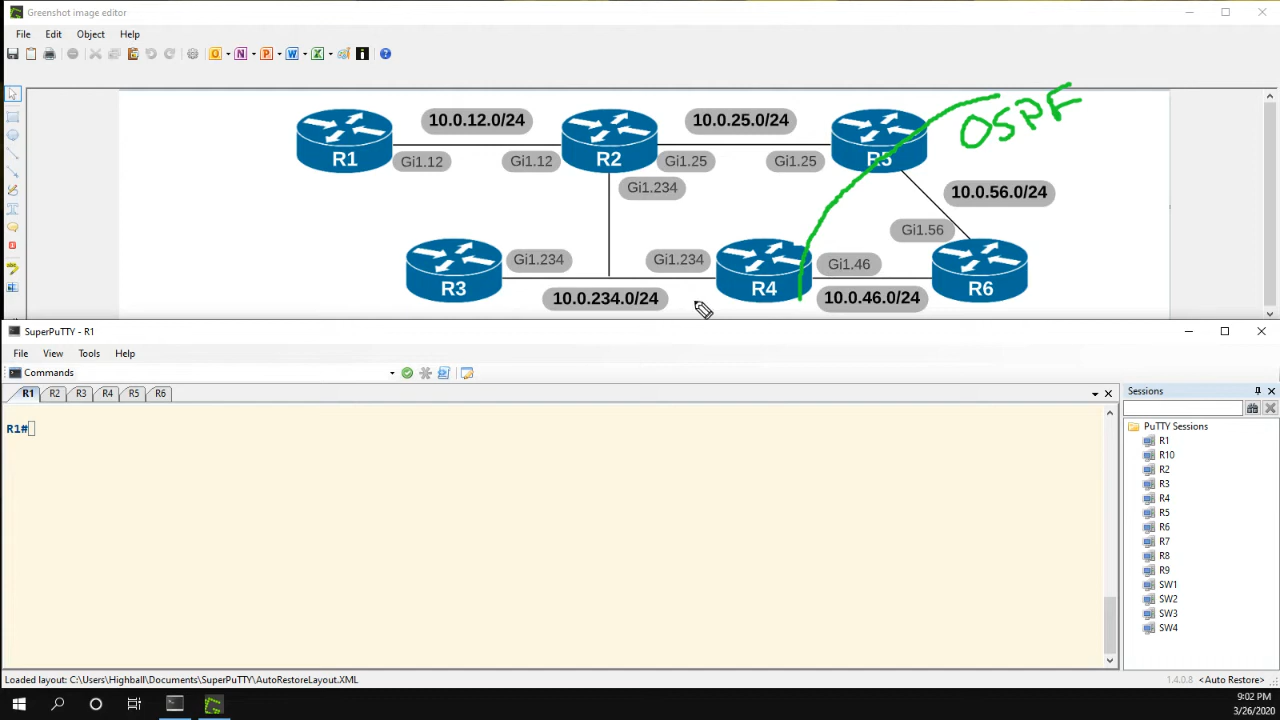 Greenshot image editor
File Edit Object Help
OSPF
10.0.12.0/24
10.0.25.0/24
R1
Gi1.12
Gi1.12
R2
Gi1.25
Gi1.25
R5
Gi1.234
10.0.56.0/24
Gi1.56
R3
Gi1.234
Gi1.234
R4
Gi1.46
R6
10.0.234.0/24
10.0.46.0/24
SuperPuTTY - R1
File View Tools Help
Commands
R1 R2 R3 R4 R5 R6
R1#
Sessions
PuTTY Sessions
R1
R10
R2
R3
R4
R5
R6
R7
R8
R9
SW1
SW2
SW3
SW4
Loaded layout: C:\Users\Highball\Documents\SuperPuTTY\AutoRestoreLayout.XML
1.4.0.8 <Auto Restore>
9:02 PM
3/26/2020